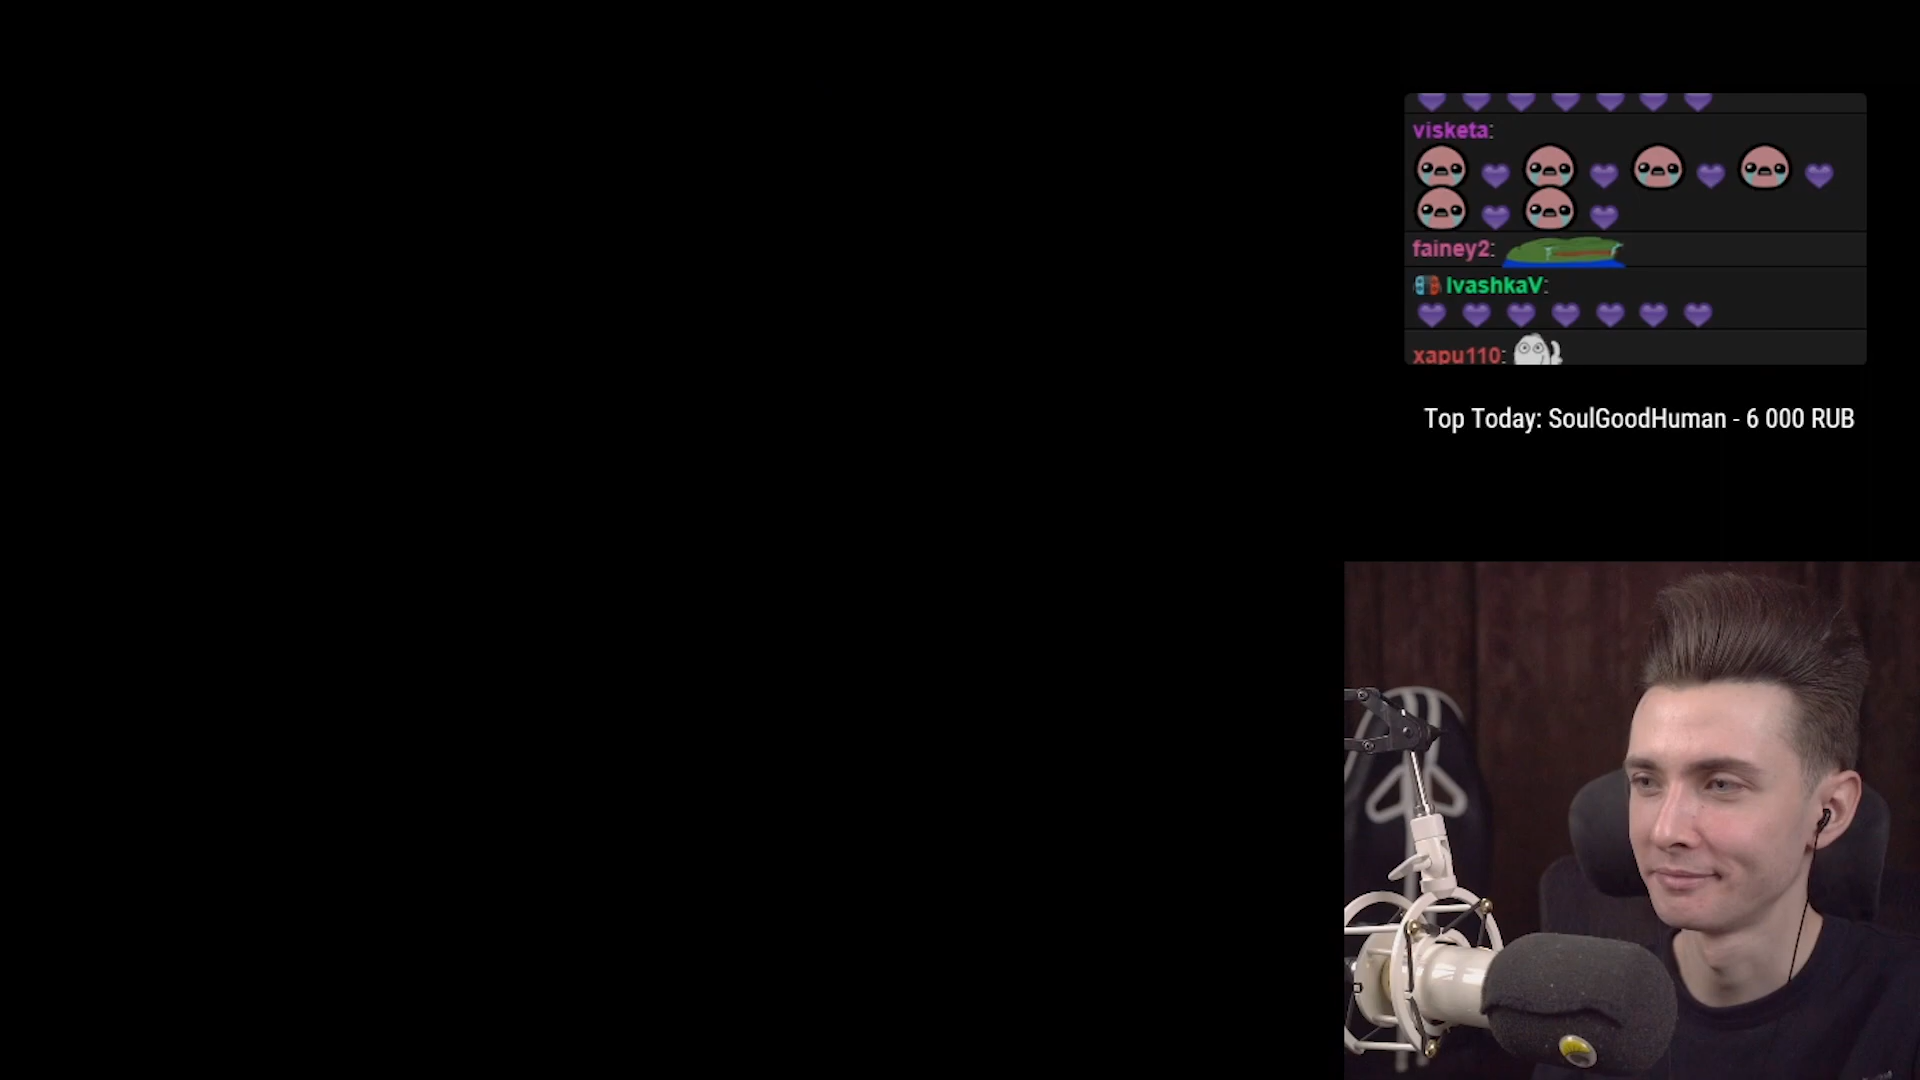 visketa:
fainey2:
IvashkaV:
xapu110:
Top Today: SoulGoodHuman - 6 000 RUB